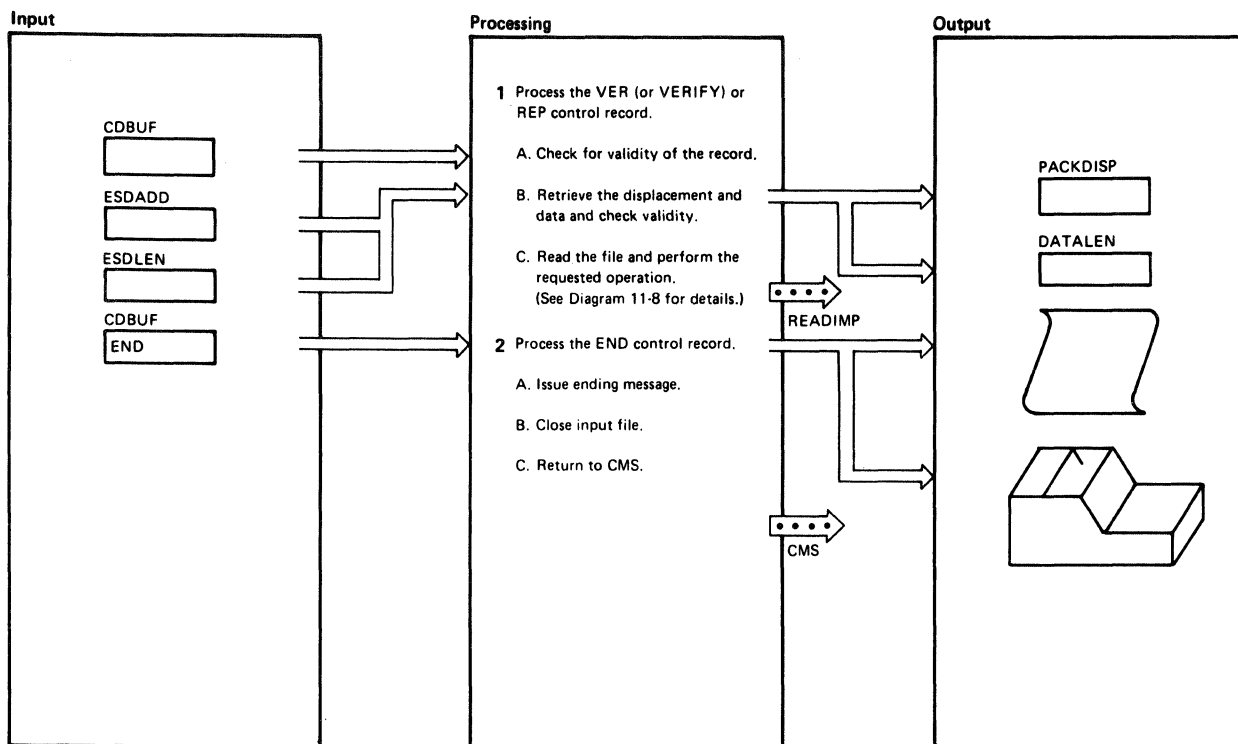 Input
CDBUF
ESDADD
ESDLEN
CDBUF
END
Processing
1 Process the VER (or VERIFY) or
REP control record.
A. Check for validity of the record.
B. Retrieve the displacement and
data and check validity.
C. Read the file and perform the
requested operation.
(See Diagram 11-8 for details.)
READIMP
2 Process the END control record.
A. Issue ending message.
B. Close input file.
C. Return to CMS.
CMS
Output
PACKDISP
DATALEN